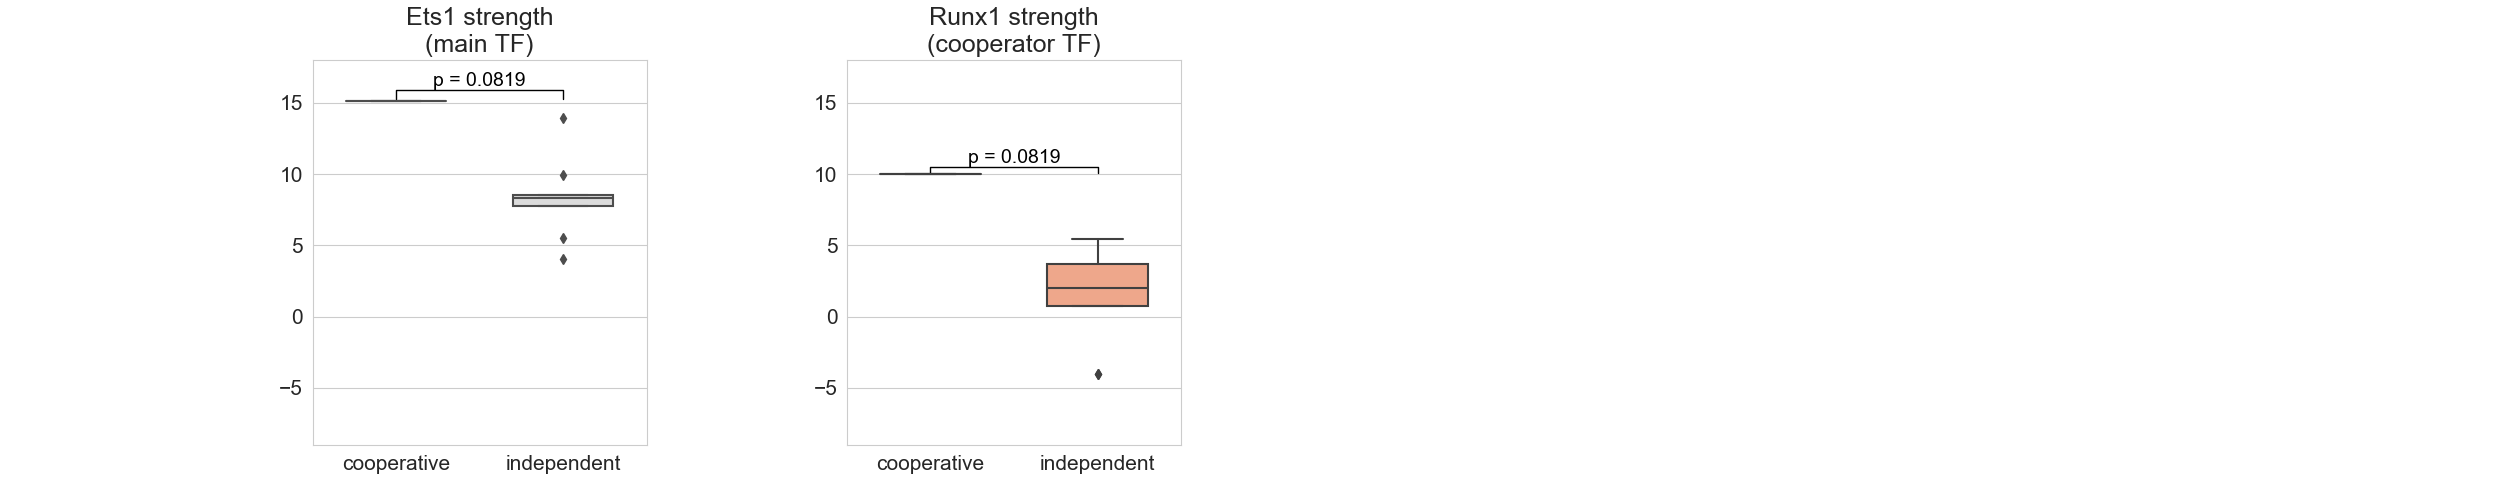 Ets1 strength
(main TF)
p = 0.0819
15
10
5
0
−5
cooperative independent
Runx1 strength
(cooperator TF)
p = 0.0819
15
10
5
0
−5
cooperative independent